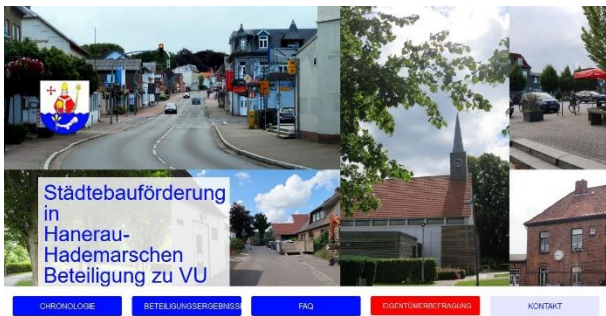 Städtebauförderung
in
Hanerau-
Hademarschen
Beteiligung zu VU
CHRONOLOGIE
BETEILIGUNGSERGEBNISS
FAQ
EIGENTÜMERBEFRAGUNG
KONTAKT